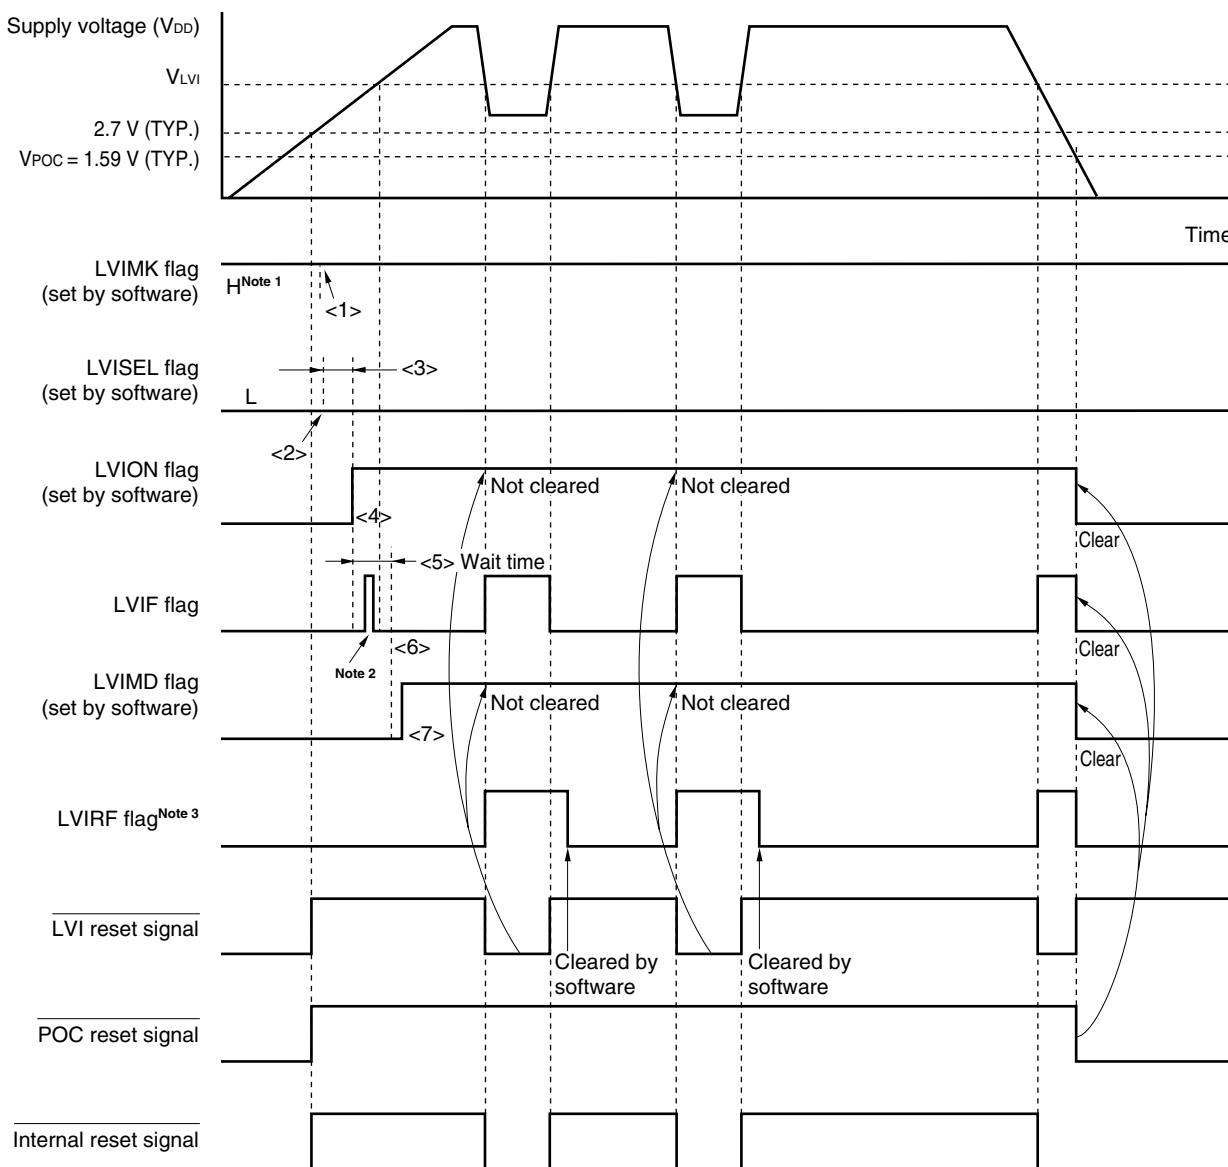 Supply voltage (VDD)
VLVI
2.7 V (TYP.)
VPOC = 1.59 V (TYP.)
Time
LVIMK flag
(set by software)
HNote 1
<1>
LVISEL flag
(set by software)
L
<3>
<2>
LVION flag
(set by software)
Not cleared
Not cleared
<4>
Clear
<5> Wait time
LVIF flag
Note 2
<6>
Clear
LVIMD flag
(set by software)
Not cleared
Not cleared
<7>
Clear
LVIRF flagNote 3
LVI reset signal
Cleared by
software
Cleared by
software
POC reset signal
Internal reset signal